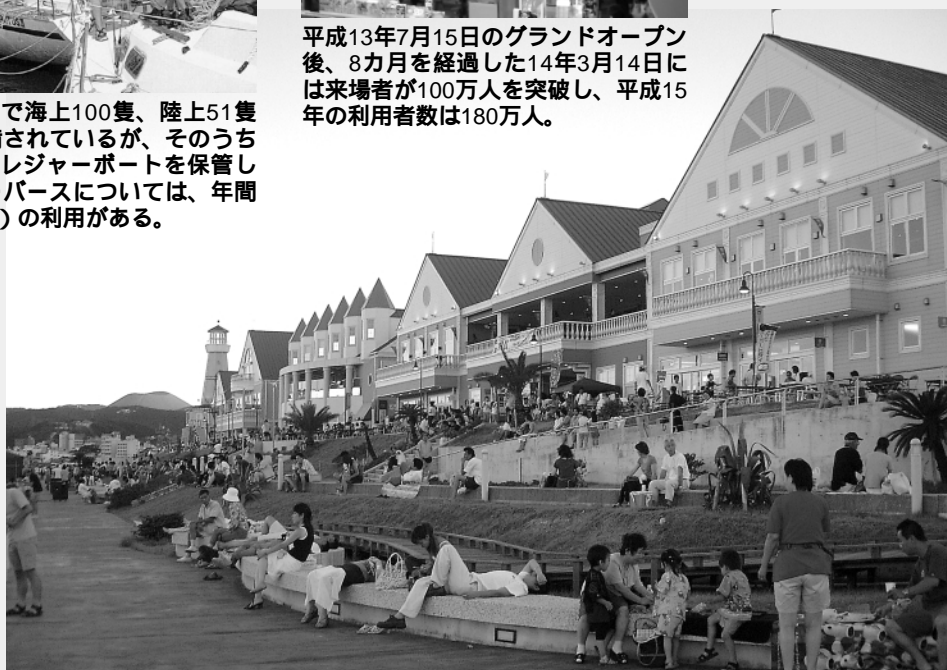 で海上100隻、陸上51隻
されているが、そのうち
レジャーボートを保管し
バースについては、年間
）の利用がある。
平成13年7月15日のグランドオープン
後、8カ月を経過した14年3月14日に
は来場者が100万人を突破し、平成15
年の利用者数は180万人。